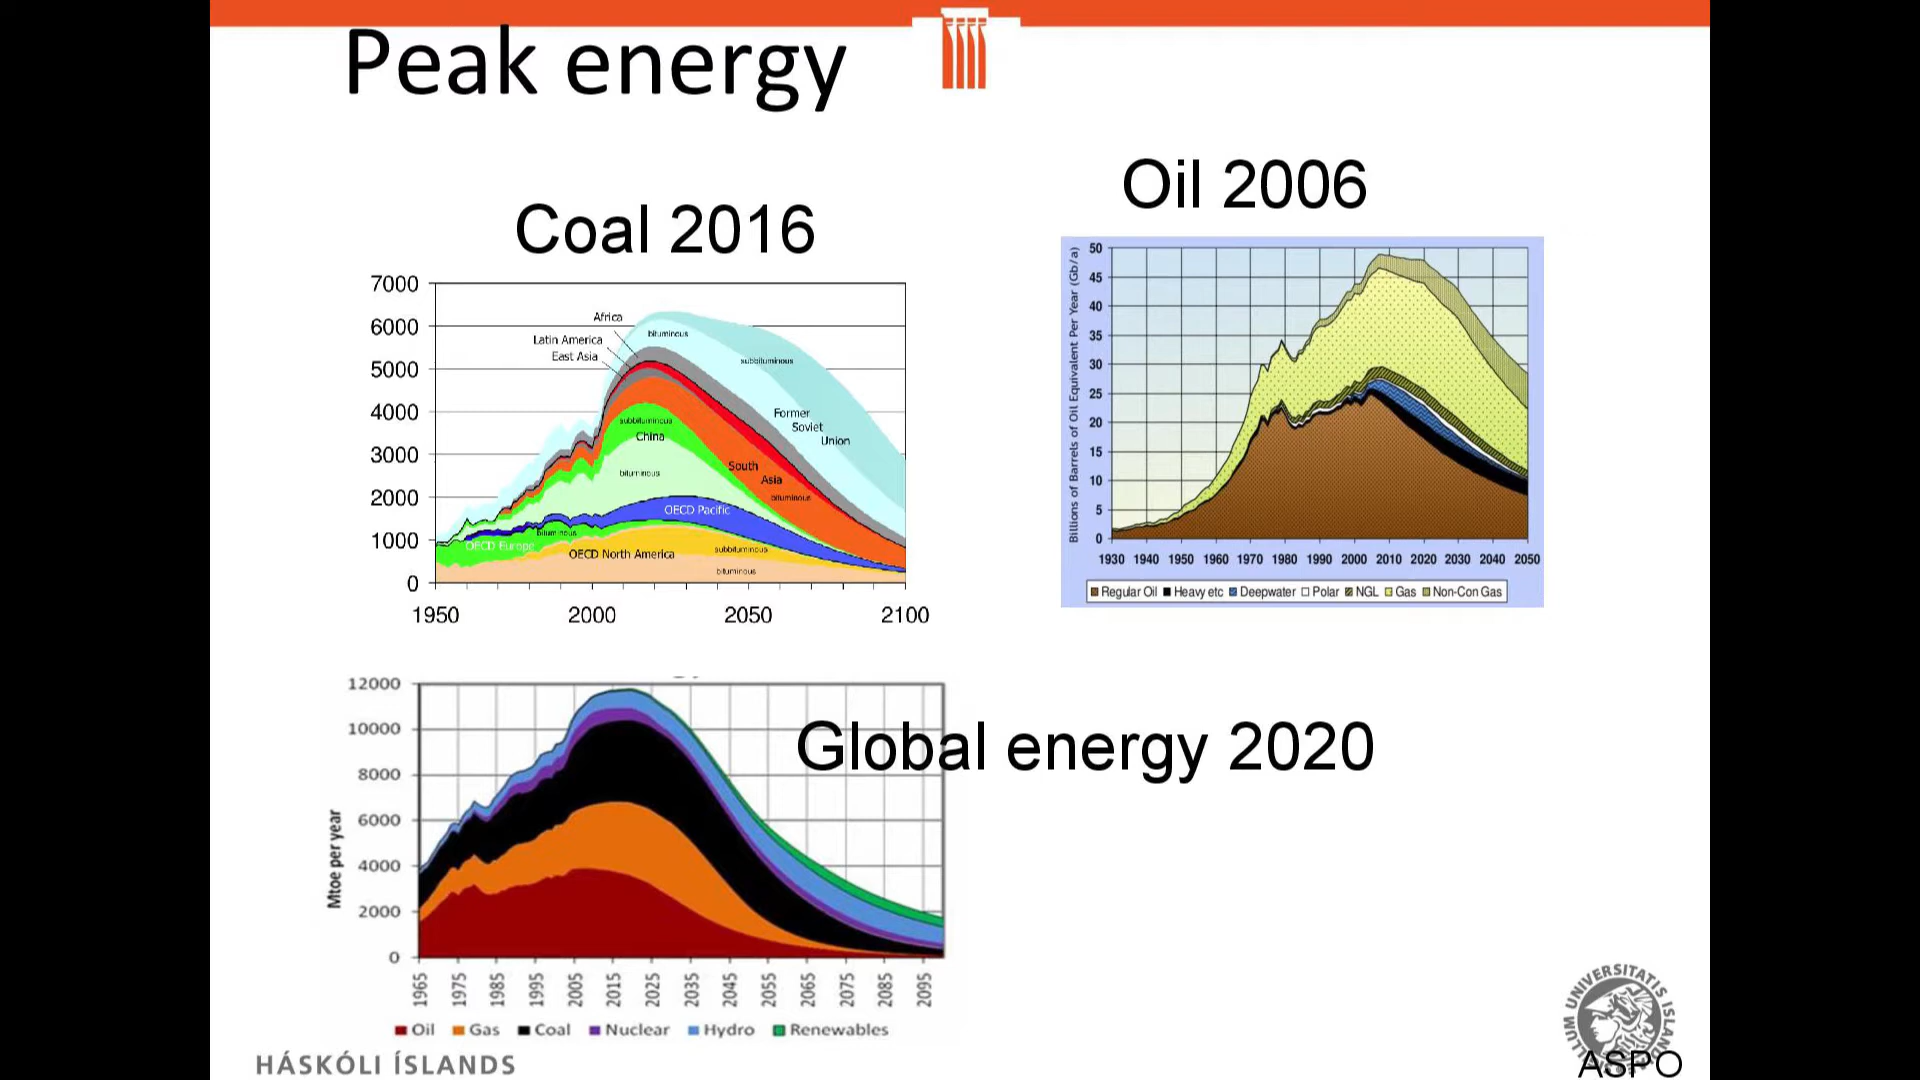 Peak energy
Coal 2016
Oil 2006
7000
6000
5000
4000
3000
2000
1000
0
1950
2000
2050
2100
Africa
Latin America
East Asia
bituminous
subbituminous
Former
Soviet
Union
subbituminous
China
bituminous
South
Asia
bituminous
OECD Pacific
bituminous
OECD Europe
OECD North America
subbituminous
bituminous
Billions of Barrels of Oil Equivalent Per Year (Gb/a)
50
45
40
35
30
25
20
15
10
5
0
1930 1940 1950 1960 1970 1980 1990 2000 2010 2020 2030 2040 2050
Regular Oil Heavy etc Deepwater Polar NGL Gas Non-Con Gas
Global energy 2020
12000
10000
8000
6000
4000
2000
0
Mtoe per year
1965 1975 1985 1995 2005 2015 2025 2035 2045 2055 2065 2075 2085 2095
Oil Gas Coal Nuclear Hydro Renewables
HÁSKÓLI ÍSLANDS
UNIVERSITATIS
ASPO